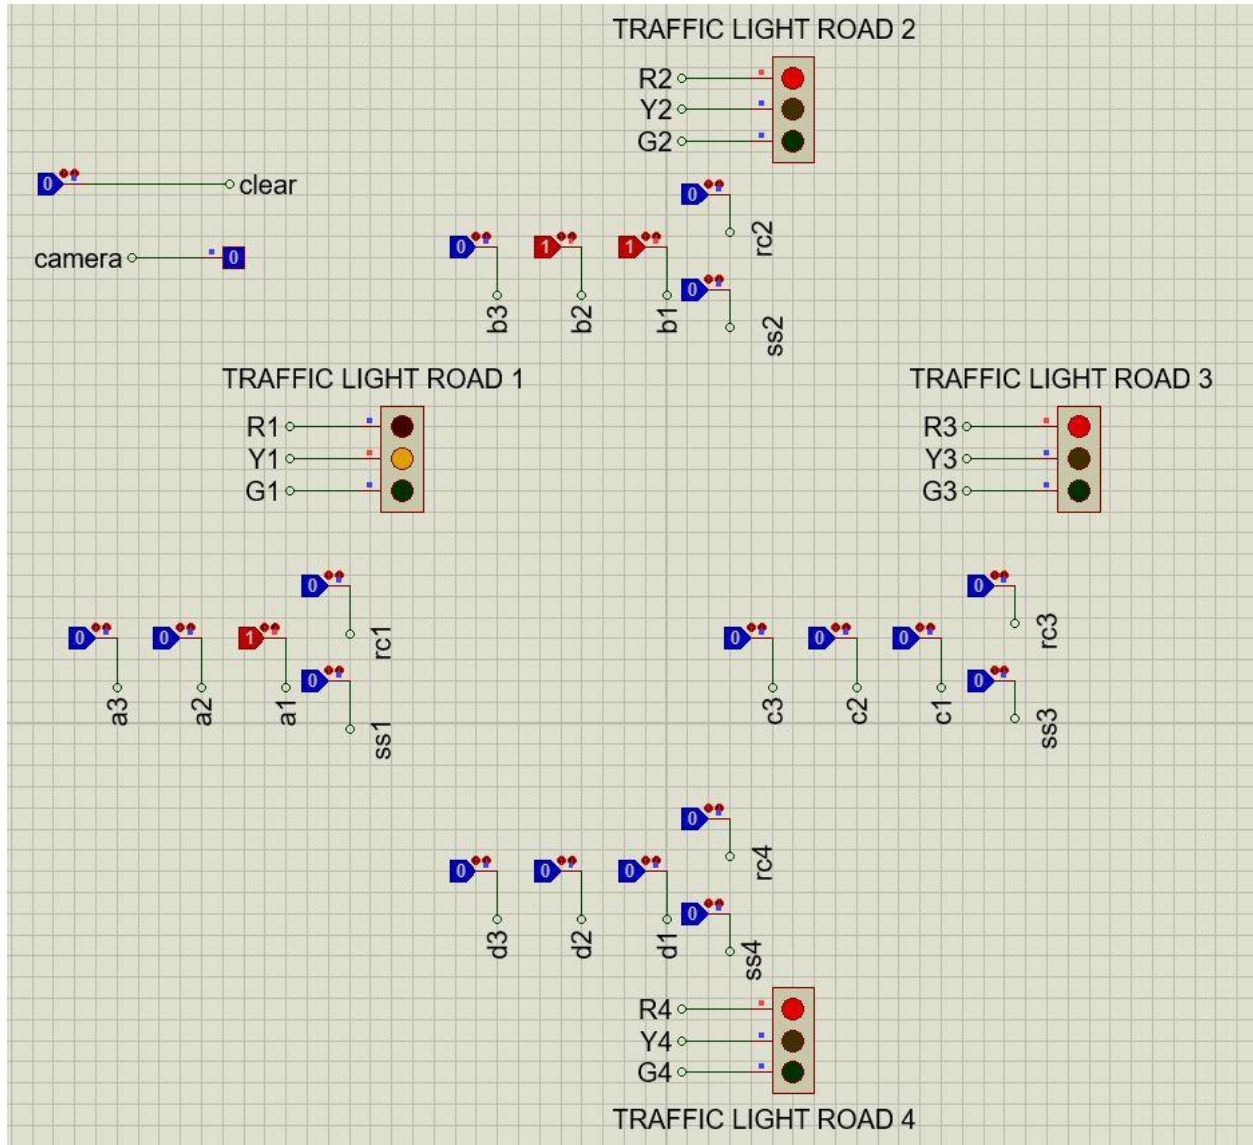 TRAFFIC LIGHT ROAD 2
R2
Y2
G2
0 clear
0
rc2
camera 0
0 1 1
b3 b2 b1
0
ss2
TRAFFIC LIGHT ROAD 1
R1
Y1
G1
TRAFFIC LIGHT ROAD 3
R3
Y3
G3
0
rc1
0 0 1
a3 a2 a1
0
ss1
0
rc3
0 0 0
c3 c2 c1
0
ss3
0
rc4
0 0 0
d3 d2 d1
0
ss4
R4
Y4
G4
TRAFFIC LIGHT ROAD 4